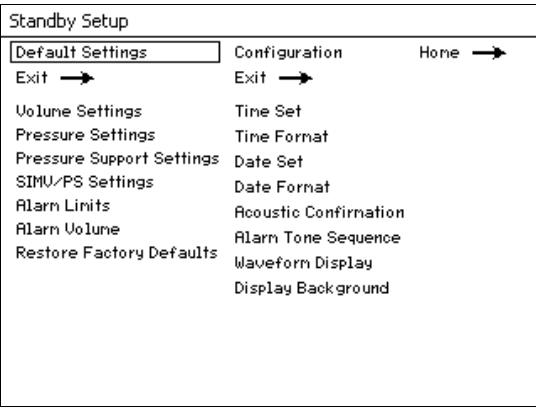 Standby Setup
Default Settings
Exit
Volume Settings
Pressure Settings
Pressure Support Settings
SIMV/PS Settings
Alarm Limits
Alarm Volume
Restore Factory Defaults
Configuration
Exit
Time Set
Time Format
Date Set
Date Format
Acoustic Confirmation
Alarm Tone Sequence
Waveform Display
Display Background
Home